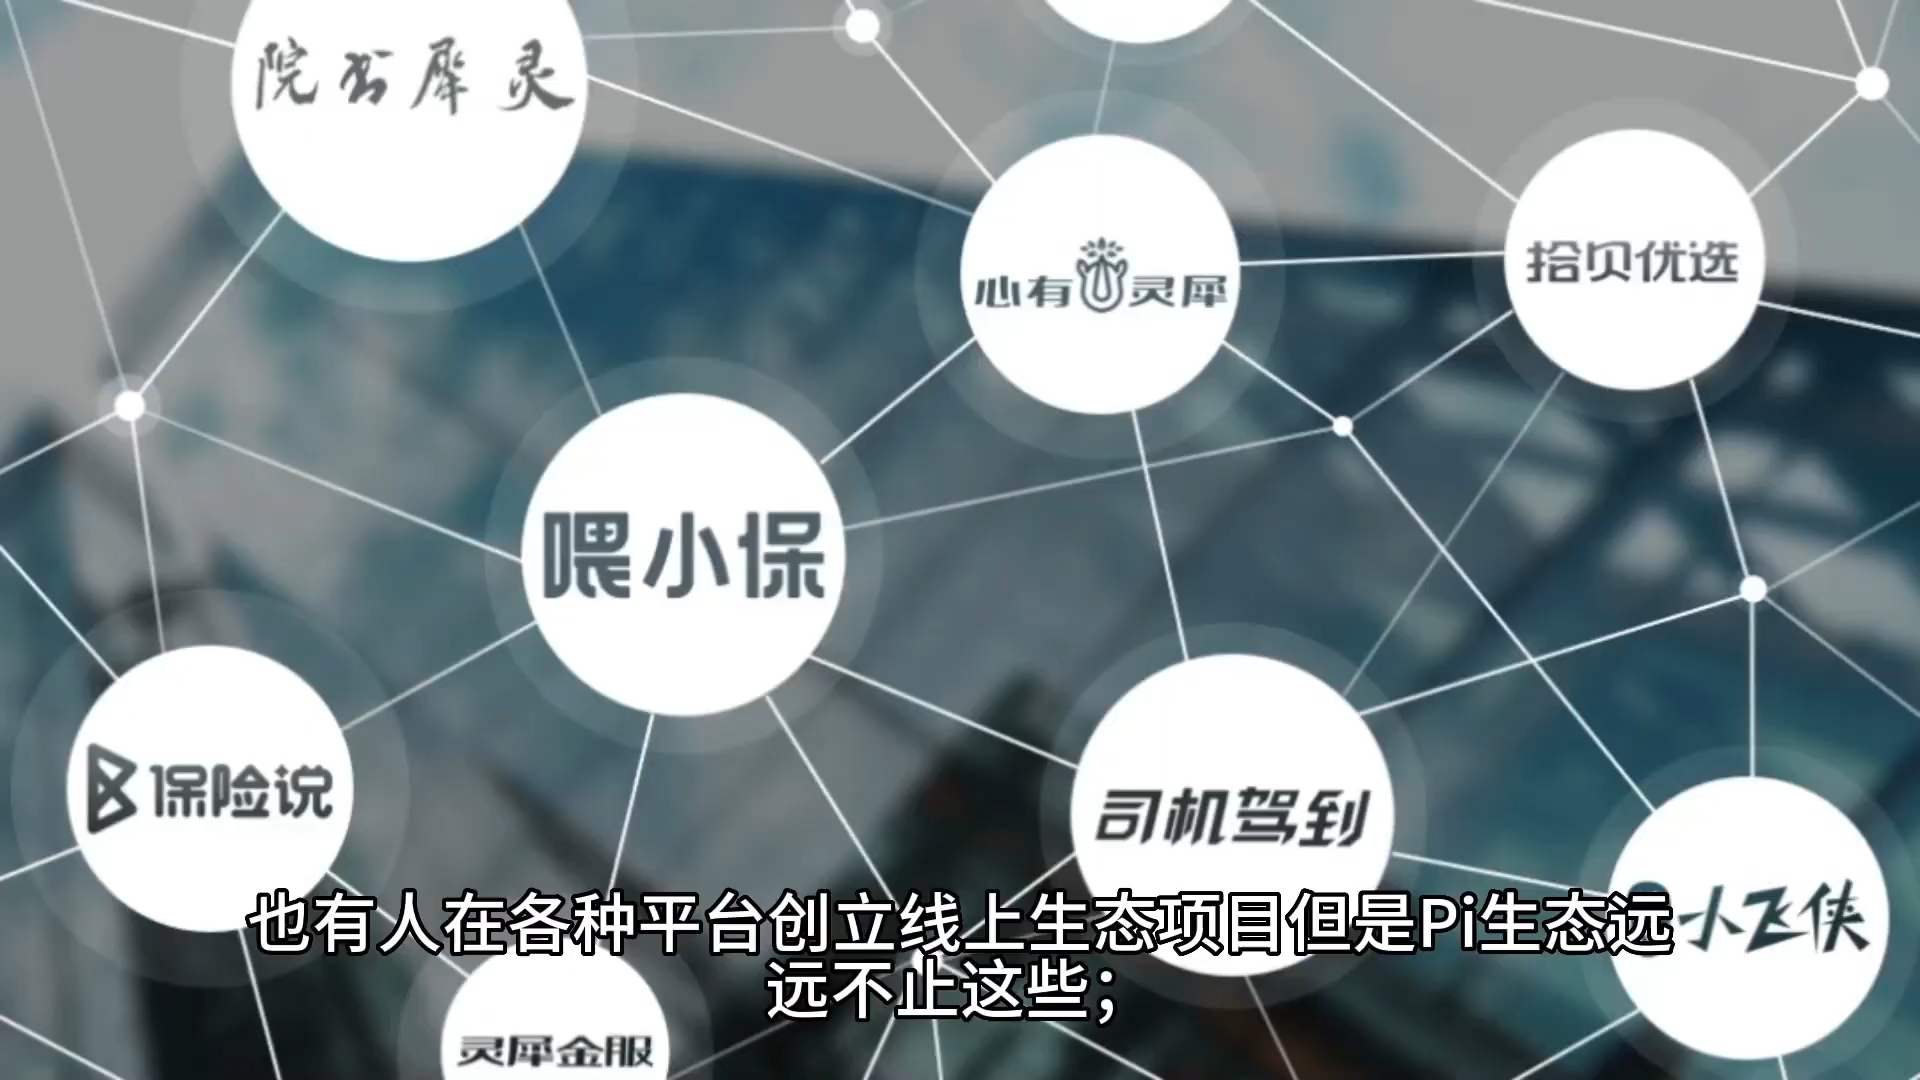 院书犀灵
心有灵犀
拾贝优选
喂小保
保险说
司机驾到
小飞侠
灵犀金服
也有人在各种平台创立线上生态项目但是Pi生态远
远不止这些；